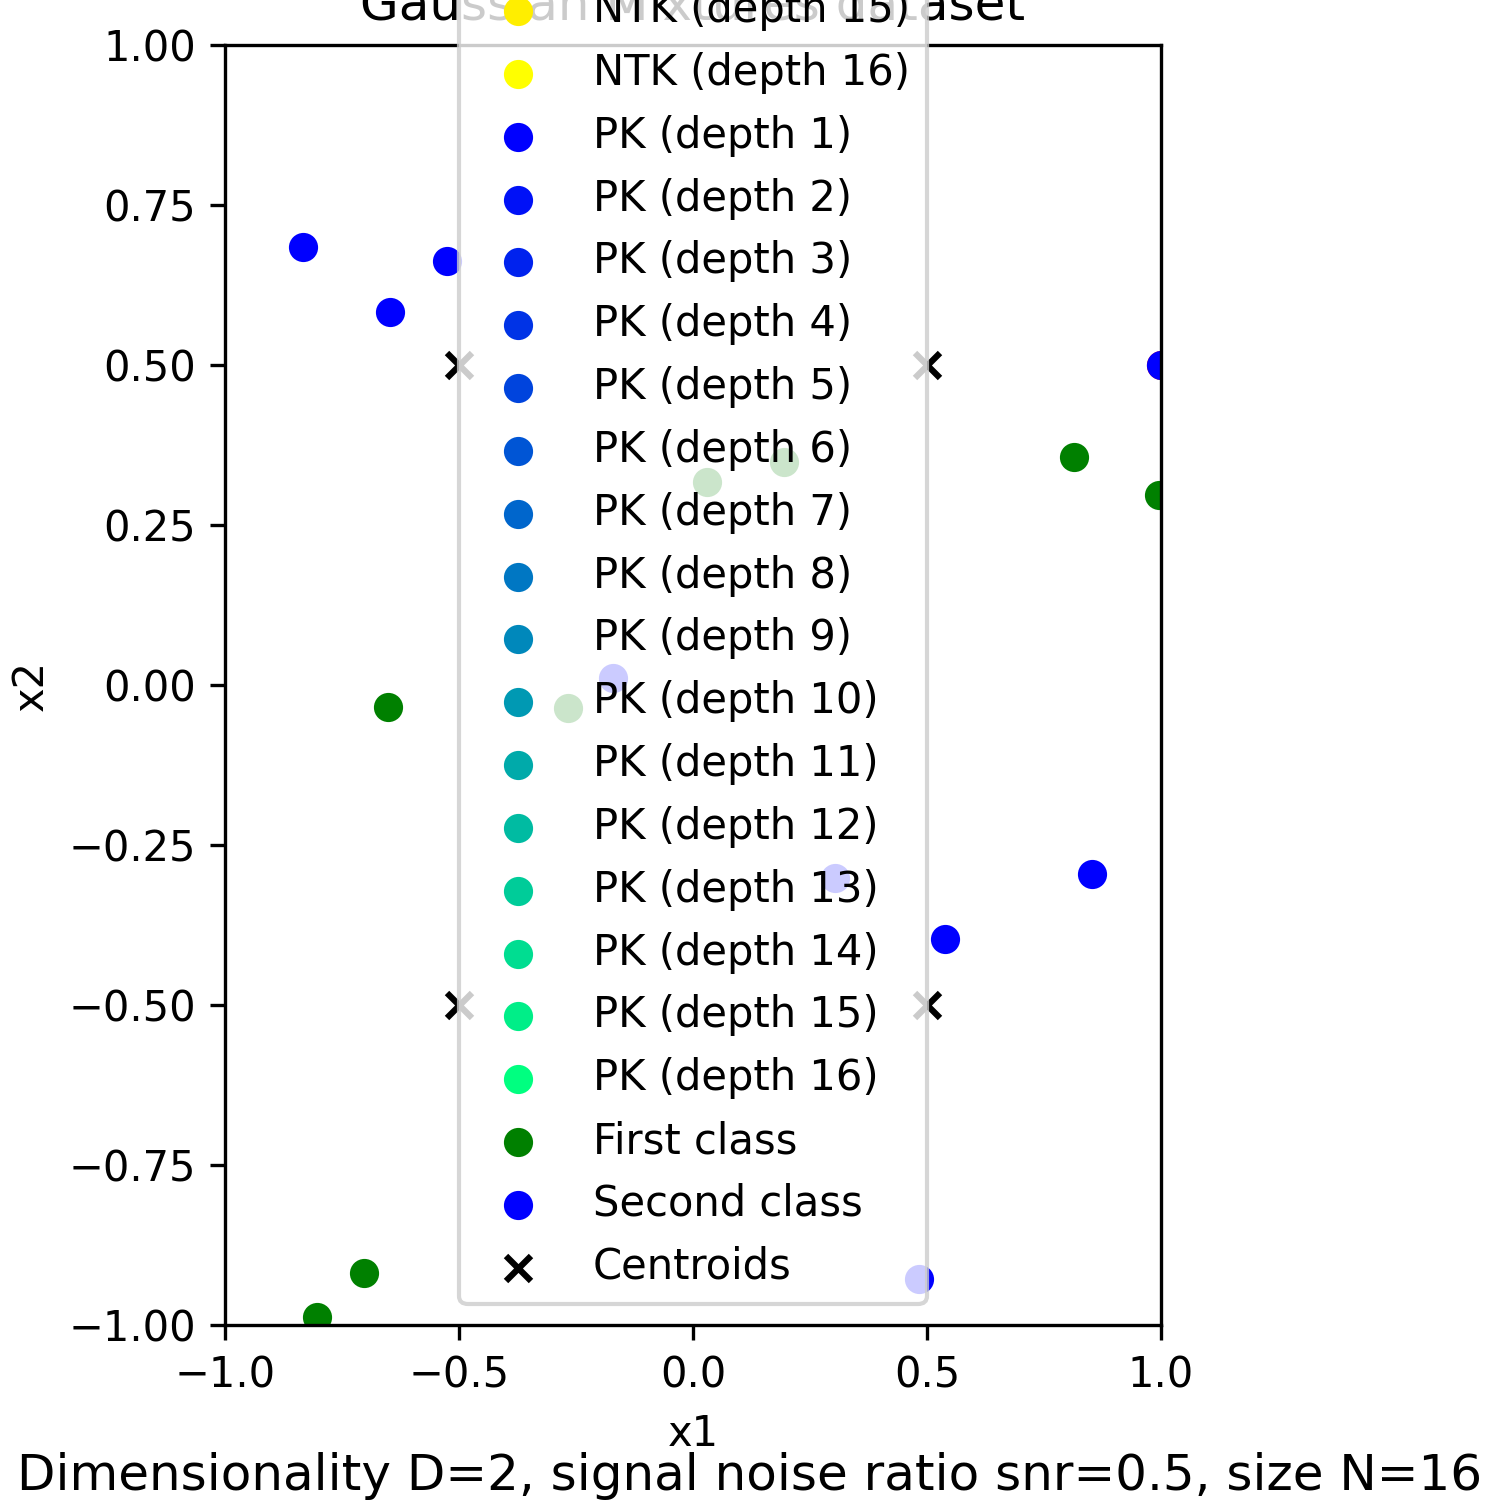 Gaussian Mixtures dataset
NTK (depth 15)
NTK (depth 16)
PK (depth 1)
PK (depth 2)
PK (depth 3)
PK (depth 4)
PK (depth 5)
PK (depth 6)
PK (depth 7)
PK (depth 8)
PK (depth 9)
PK (depth 10)
PK (depth 11)
PK (depth 12)
PK (depth 13)
PK (depth 14)
PK (depth 15)
PK (depth 16)
First class
Second class
Centroids
1.00
0.75
0.50
0.25
0.00
−0.25
−0.50
−0.75
−1.00
x2
−1.0 −0.5 0.0 0.5 1.0
x1
Dimensionality D=2, signal noise ratio snr=0.5, size N=16